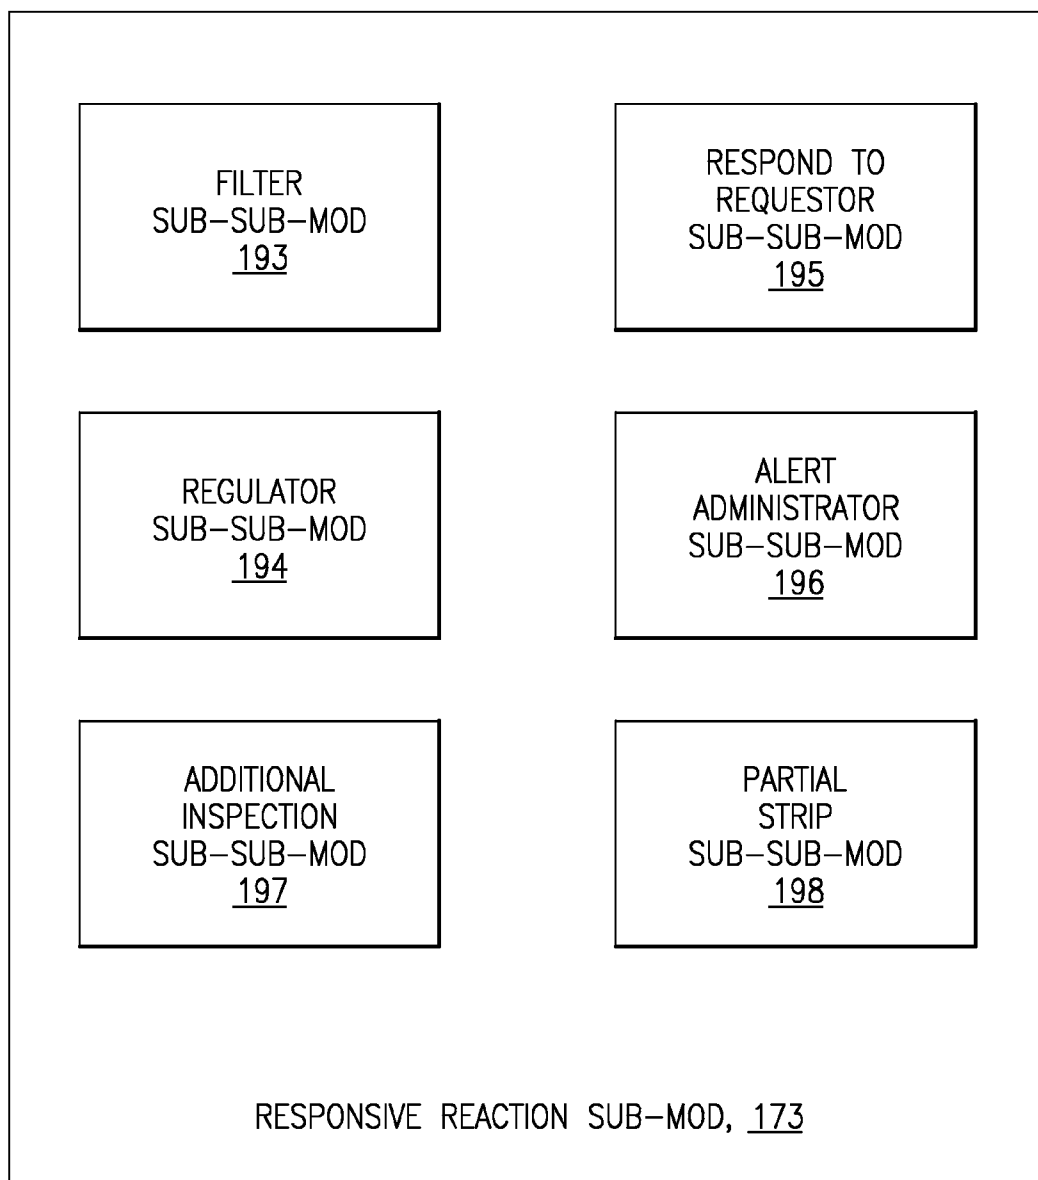 FILTER
SUB-SUB-MOD
193
RESPOND TO
REQUESTOR
SUB-SUB-MOD
195
REGULATOR
SUB-SUB-MOD
194
ALERT
ADMINISTRATOR
SUB-SUB-MOD
196
ADDITIONAL
INSPECTION
SUB-SUB-MOD
197
PARTIAL
STRIP
SUB-SUB-MOD
198
RESPONSIVE REACTION SUB-MOD, 173